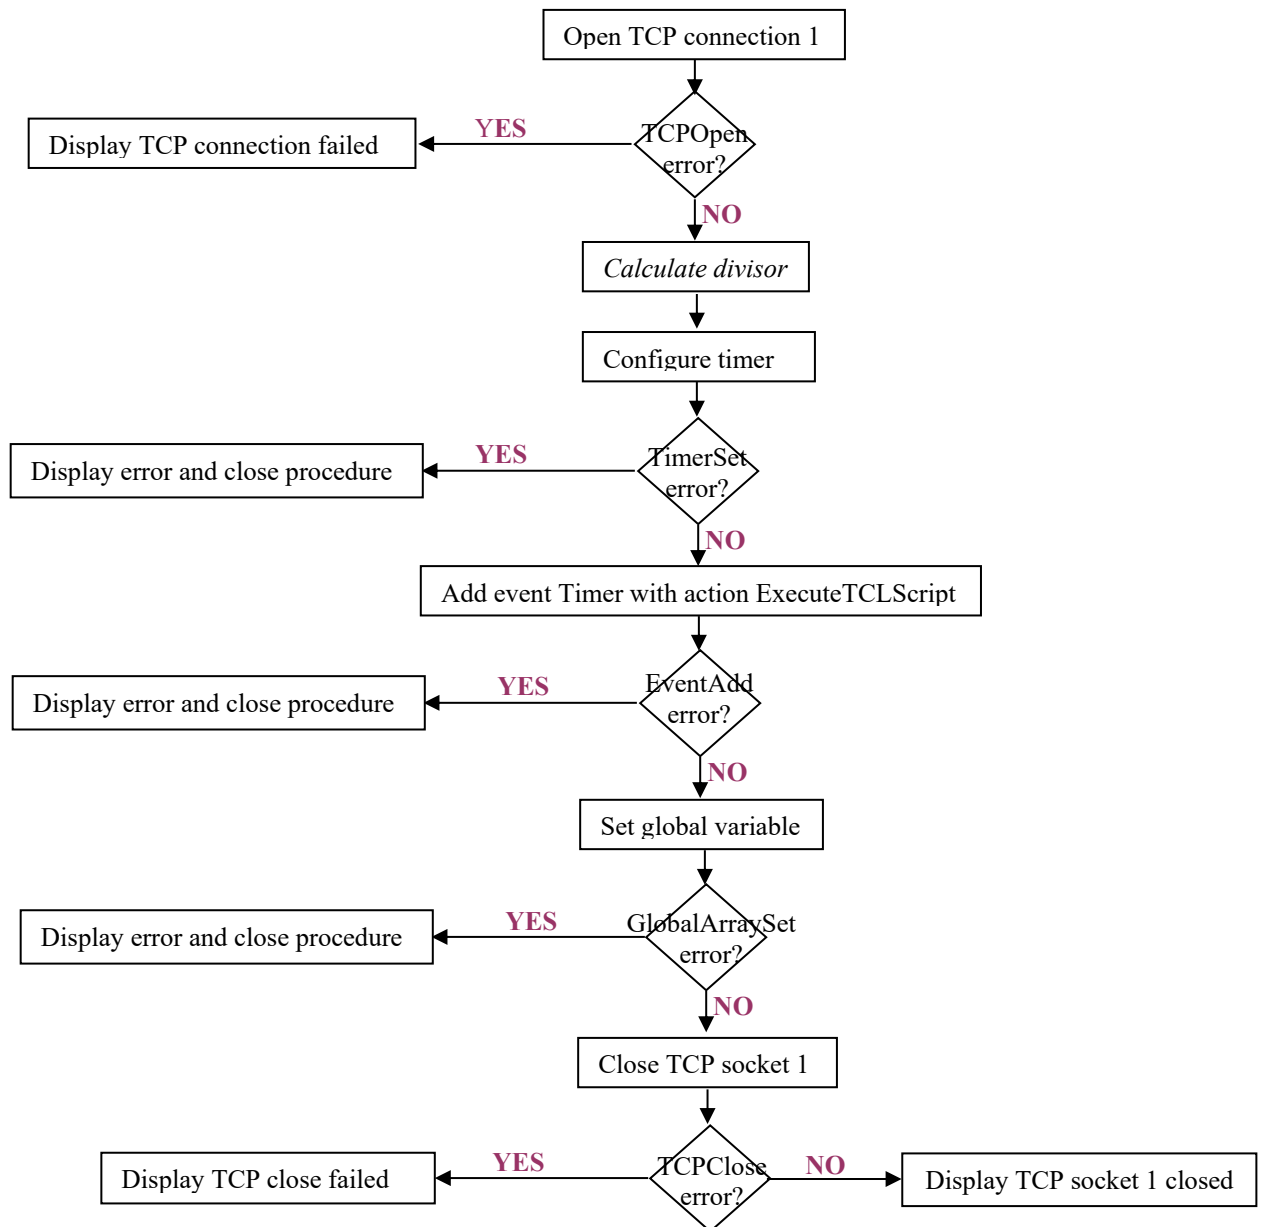 Open TCP connection 1
TCPOpen
error?
YES
Display TCP connection failed
NO
Calculate divisor
Configure timer
TimerSet
error?
YES
Display error and close procedure
NO
Add event Timer with action ExecuteTCLScript
EventAdd
error?
YES
Display error and close procedure
NO
Set global variable
GlobalArraySet
error?
YES
Display error and close procedure
NO
Close TCP socket 1
TCPClose
error?
YES
Display TCP close failed
NO
Display TCP socket 1 closed